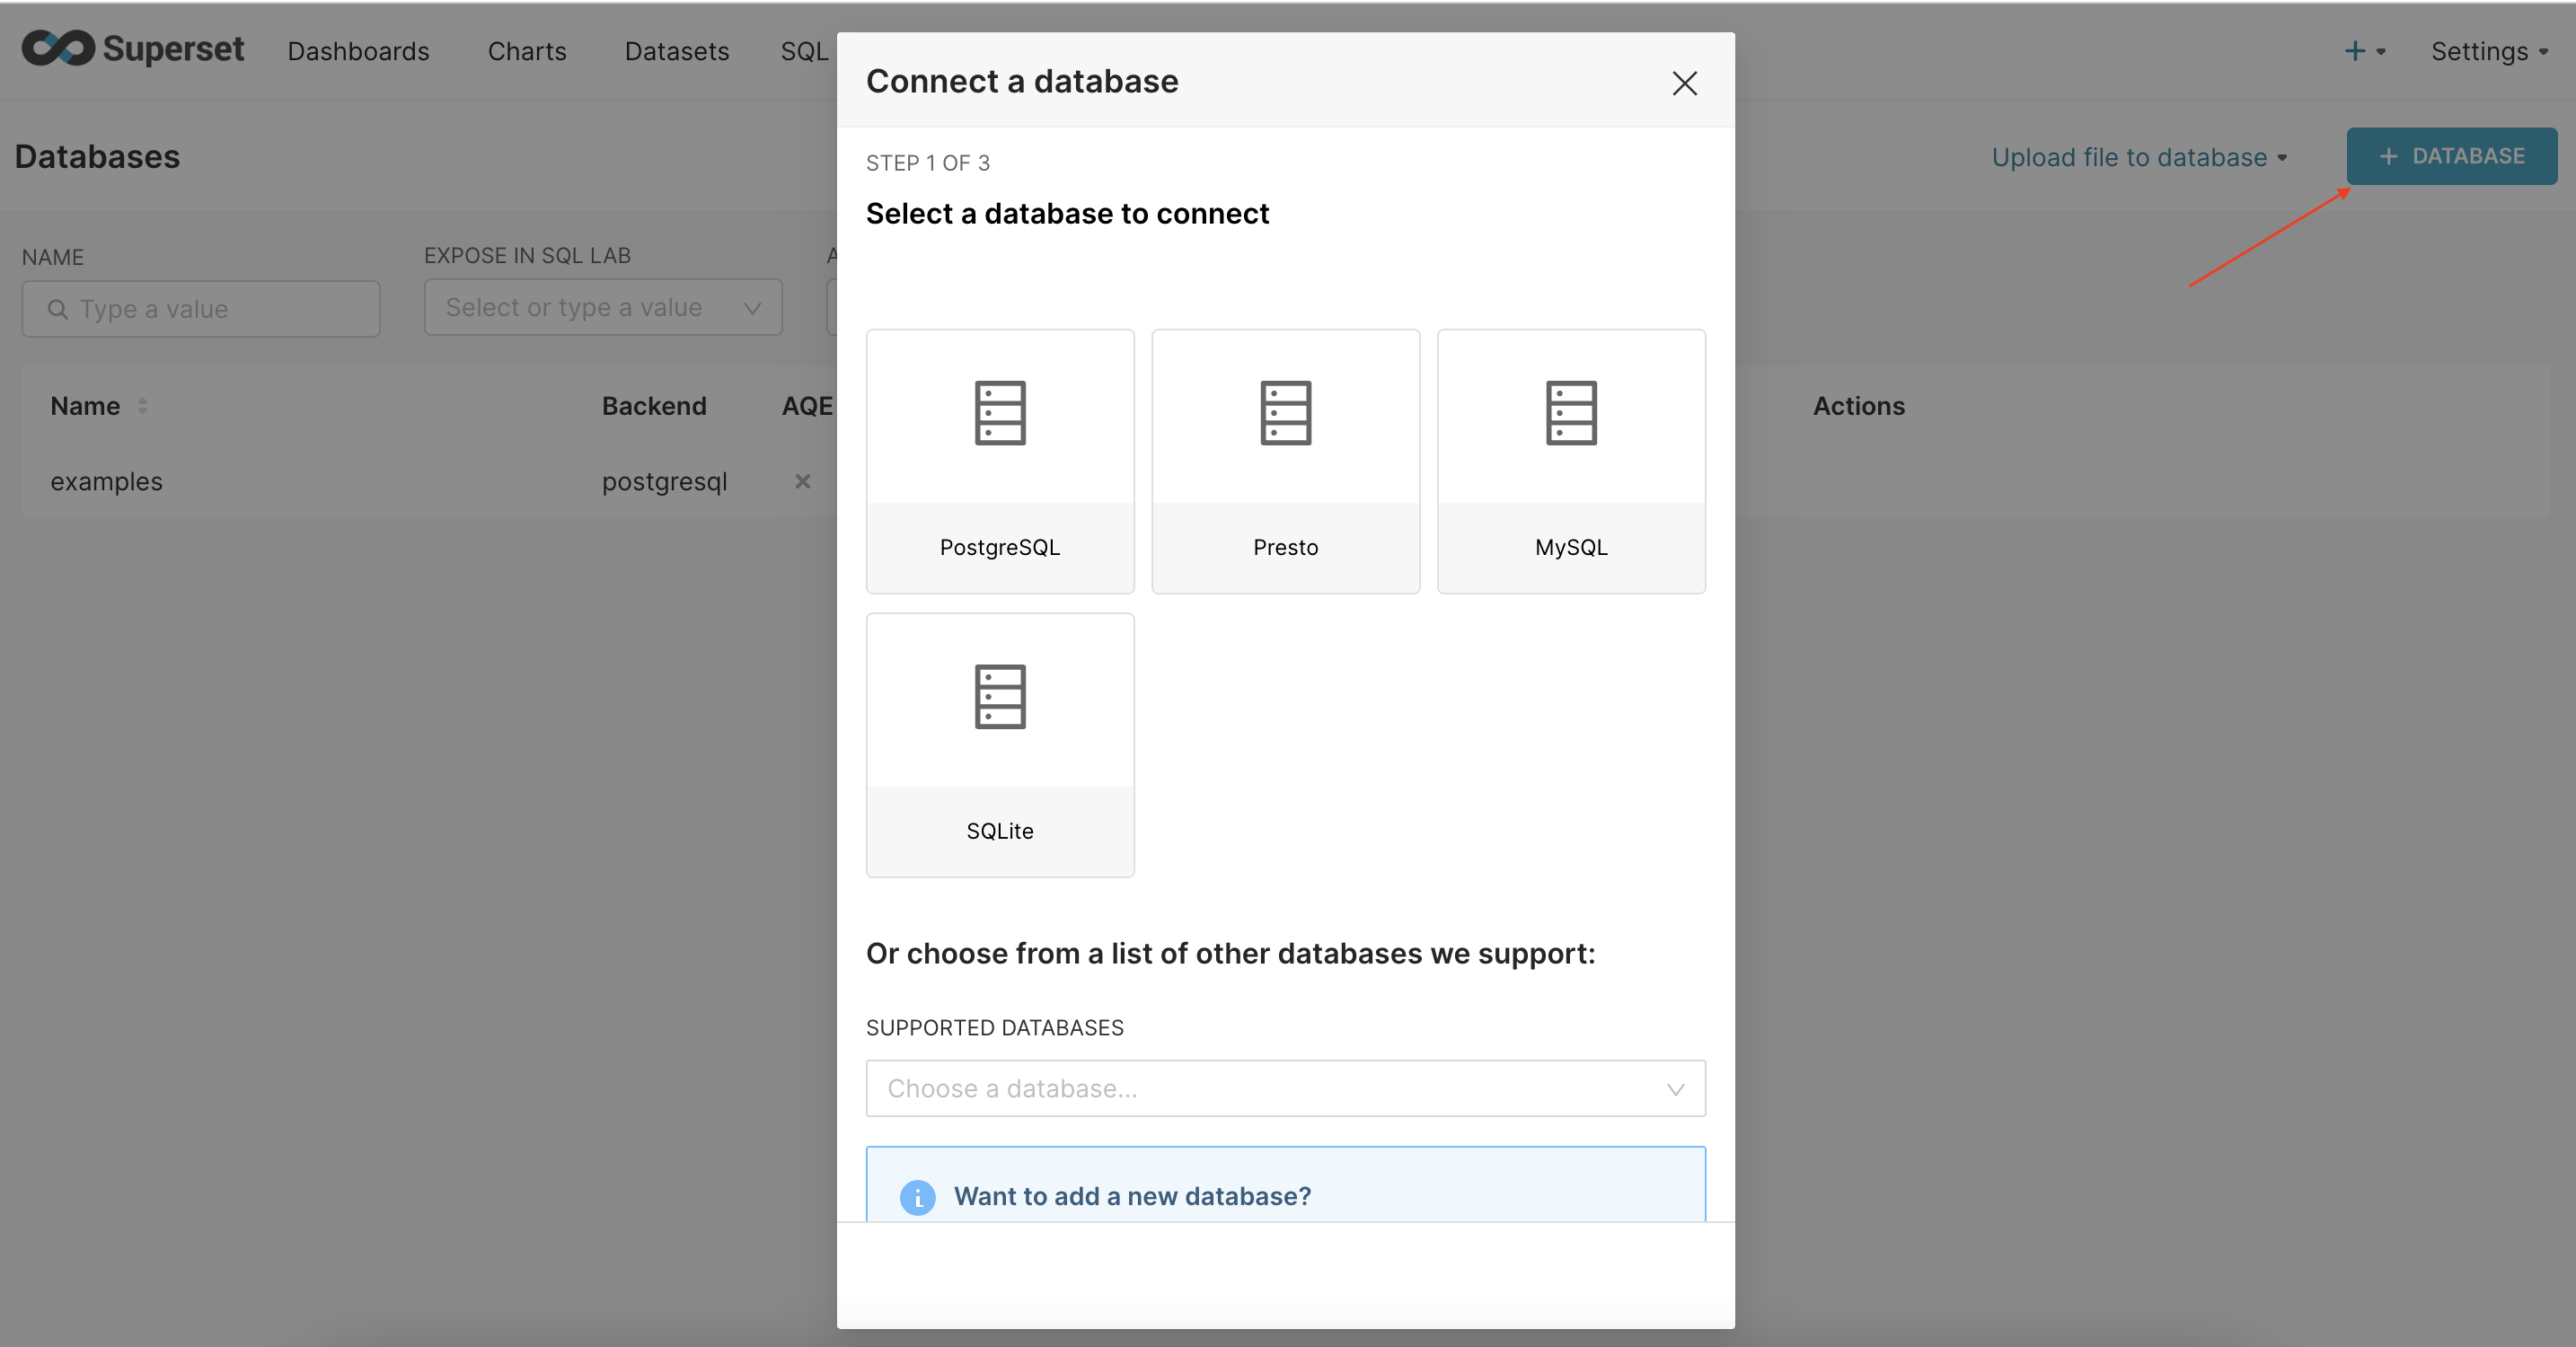 Superset Dashboards Charts Datasets SQL Settings
Connect a database
Databases
Upload file to database
+ DATABASE
STEP 1 OF 3
Select a database to connect
NAME
EXPOSE IN SQL LAB
A
Type a value
Select or type a value
Name Backend AQE Actions
examples postgresql
PostgreSQL
Presto
MySQL
SQLite
Or choose from a list of other databases we support:
SUPPORTED DATABASES
Choose a database...
Want to add a new database?